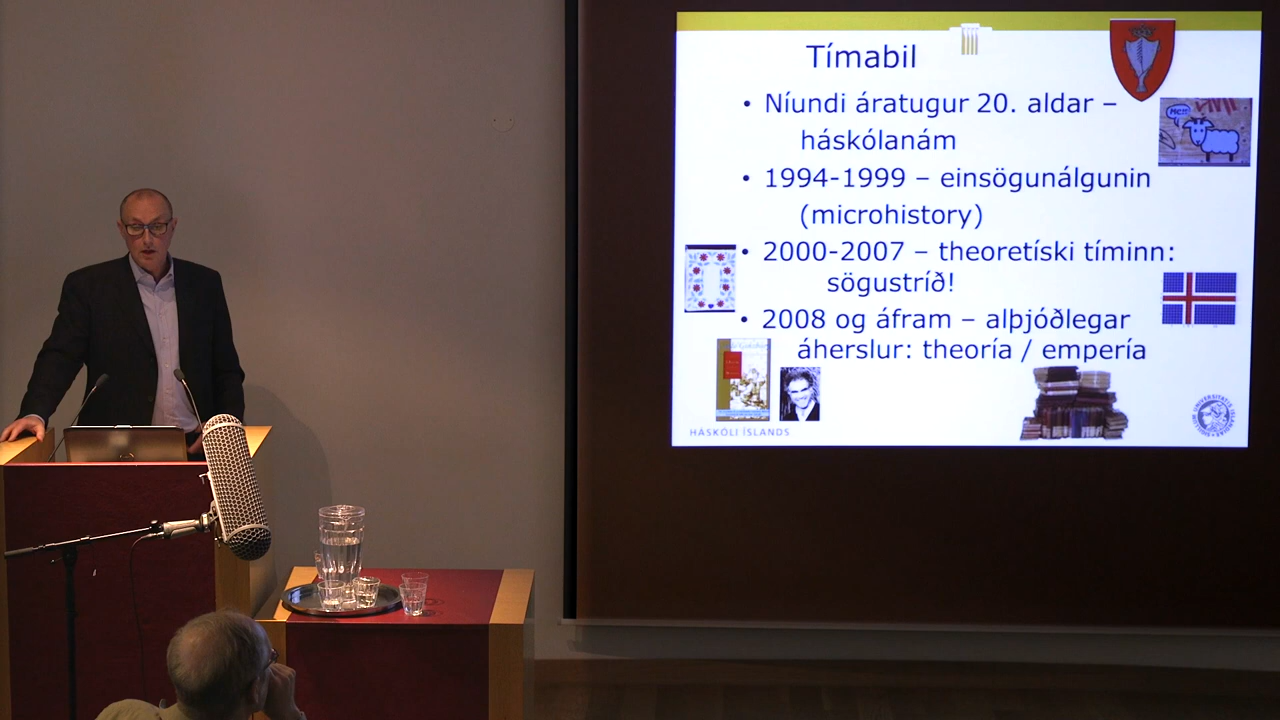 Tímabil
• Níundi áratugur 20. aldar –
háskólanám
• 1994-1999 – einsögunálgunin
(microhistory)
• 2000-2007 – theoretíski tíminn:
sögustríð!
• 2008 og áfram – alþjóðlegar
áherslur: theoría / empería
HÁSKÓLI ÍSLANDS